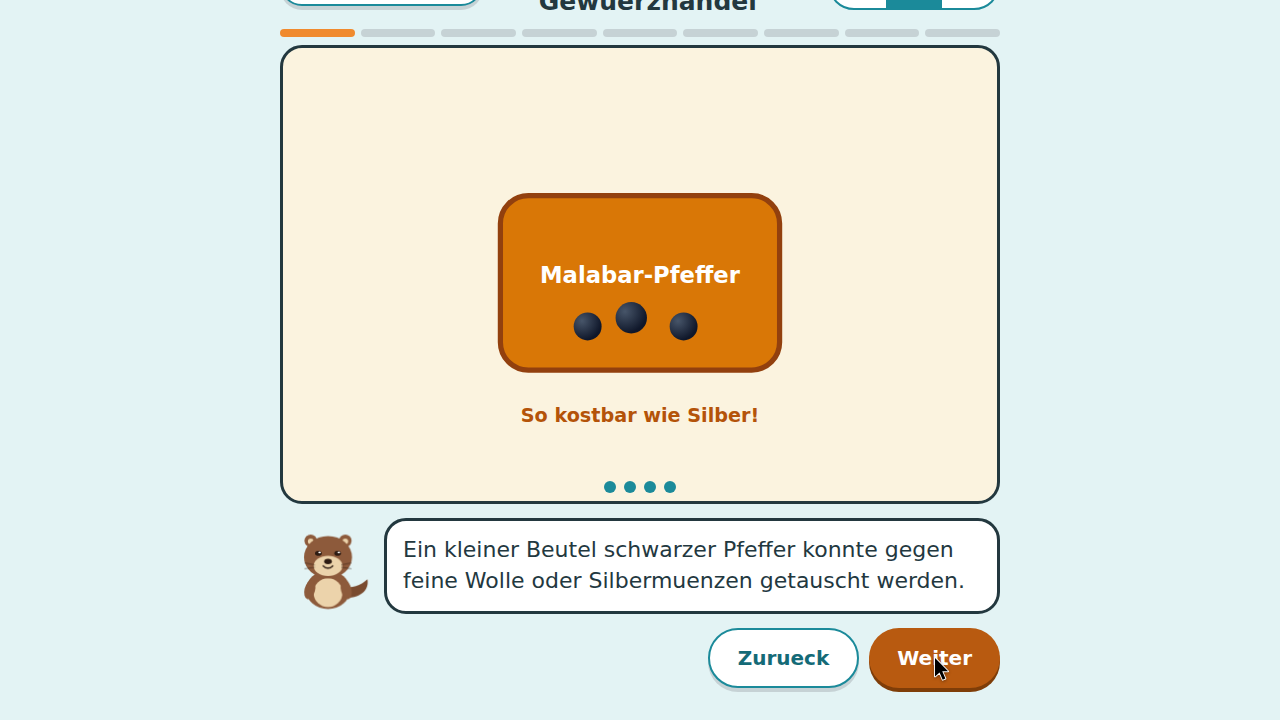 Gewuerzhandel
Malabar-Pfeffer
So kostbar wie Silber!
Ein kleiner Beutel schwarzer Pfeffer konnte gegen
feine Wolle oder Silbermuenzen getauscht werden.
Zurueck
Weiter